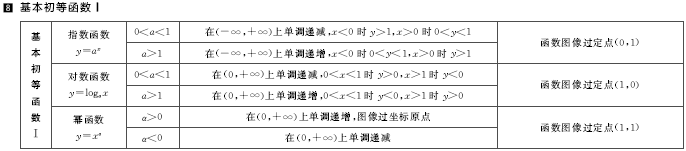 8 基本初等函数Ⅰ
基本初等函数Ⅰ
指数函数
y=aˣ
0<a<1
在(-∞,+∞)上单调递减,x<0时y>1,x>0时0<y<1
函数图像过定点(0,1)
a>1
在(-∞,+∞)上单调递增,x<0时0<y<1,x>0时y>1
对数函数
y=logₐx
0<a<1
在(0,+∞)上单调递减,0<x<1时y>0,x>1时y<0
函数图像过定点(1,0)
a>1
在(0,+∞)上单调递增,0<x<1时y<0,x>1时y>0
幂函数
y=xᵅ
α>0
在(0,+∞)上单调递增,图像过坐标原点
函数图像过定点(1,1)
α<0
在(0,+∞)上单调递减